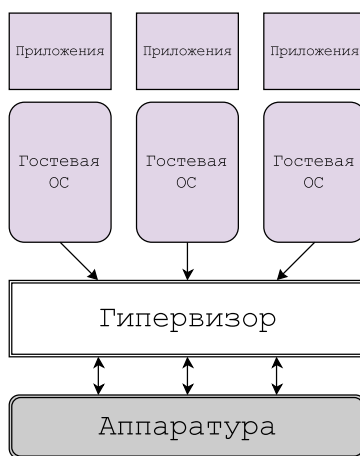 Приложения
Приложения
Приложения
Гостевая
ОС
Гостевая
ОС
Гостевая
ОС
Гипервизор
Аппаратура